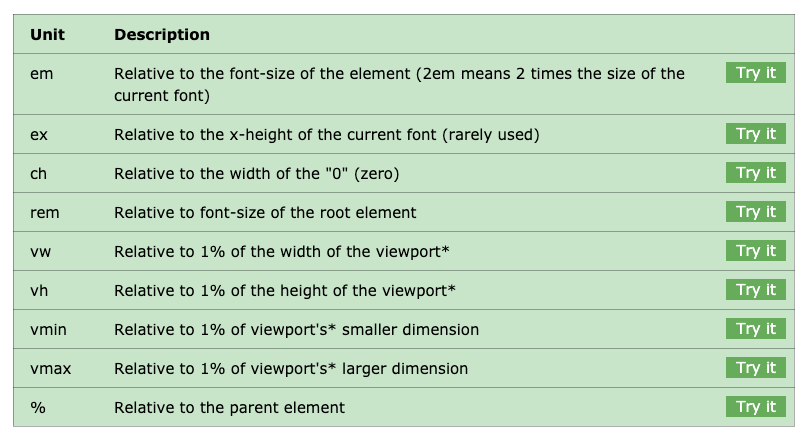 Unit Description
em Relative to the font-size of the element (2em means 2 times the size of the Try it
current font)
ex Relative to the x-height of the current font (rarely used) Try it
ch Relative to the width of the "0" (zero) Try it
rem Relative to font-size of the root element Try it
vw Relative to 1% of the width of the viewport* Try it
vh Relative to 1% of the height of the viewport* Try it
vmin Relative to 1% of viewport's* smaller dimension Try it
vmax Relative to 1% of viewport's* larger dimension Try it
% Relative to the parent element Try it